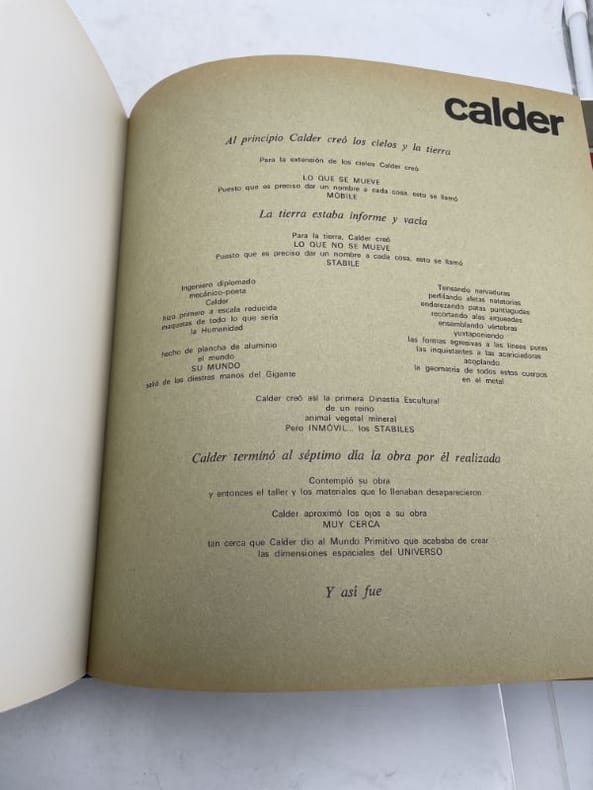 calder
Al principio Calder creó los cielos y la tierra
Para la extensión de los cielos Calder creó
LO QUE SE MUEVE
Puesto que es preciso dar un nombre a cada cosa, esto se llamó
MOBILE
La tierra estaba informe y vacía
Para la tierra, Calder creó
LO QUE NO SE MUEVE
Puesto que es preciso dar un nombre a cada cosa, esto se llamó
STABILE
Ingeniero diplomado
mecánico-poeta
Calder
hizo primero a escala reducida
maquetas de todo lo que sería
la Humanidad
hecho de plancha de aluminio
el mundo
SU MUNDO
salió de las diestras manos del Gigante
Tensando nervaduras
perfilando aletas natatorias
enderezando patas puntiagudas
recortando alas arqueadas
ensamblando vértebras
yuxtaponiendo
las formas agresivas a las líneas puras
las inquietantes a las acariciadoras
acoplando
la geometría de todos estos cuerpos
en el metal
Calder creó así la primera Dinastía Escultural
de un reino
animal vegetal mineral
Pero INMÓVIL... los STABILES
Calder terminó al séptimo día la obra por él realizada
Contempló su obra
y entonces el taller y los materiales que lo llenaban desaparecieron.
Calder aproximó los ojos a su obra
MUY CERCA
tan cerca que Calder dio al Mundo Primitivo que acababa de crear
las dimensiones espaciales del UNIVERSO
Y así fue